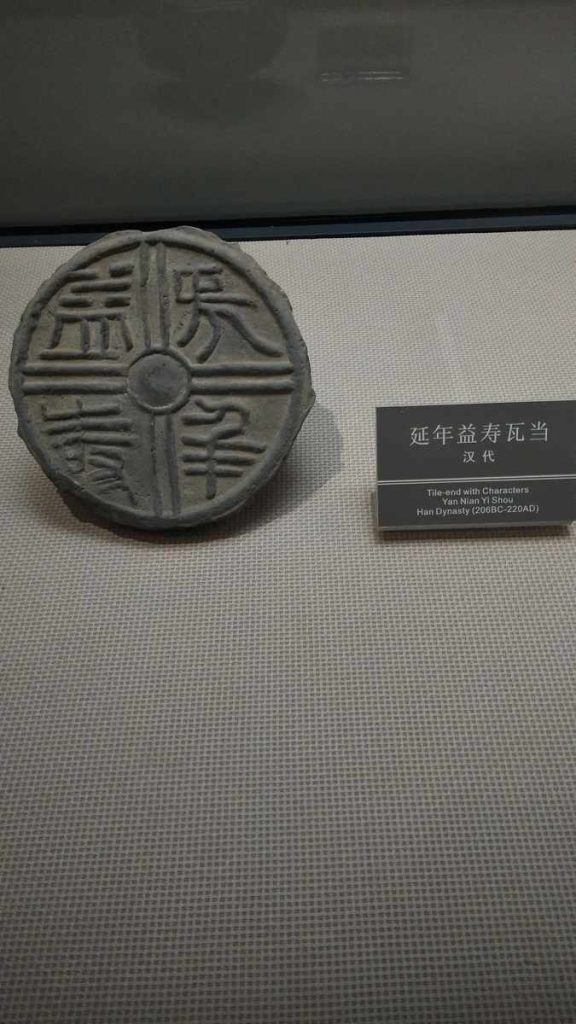 延年
益寿
延年益寿瓦当
汉代
Tile-end with Characters
Yan Nian Yi Shou
Han Dynasty (206BC-220AD)